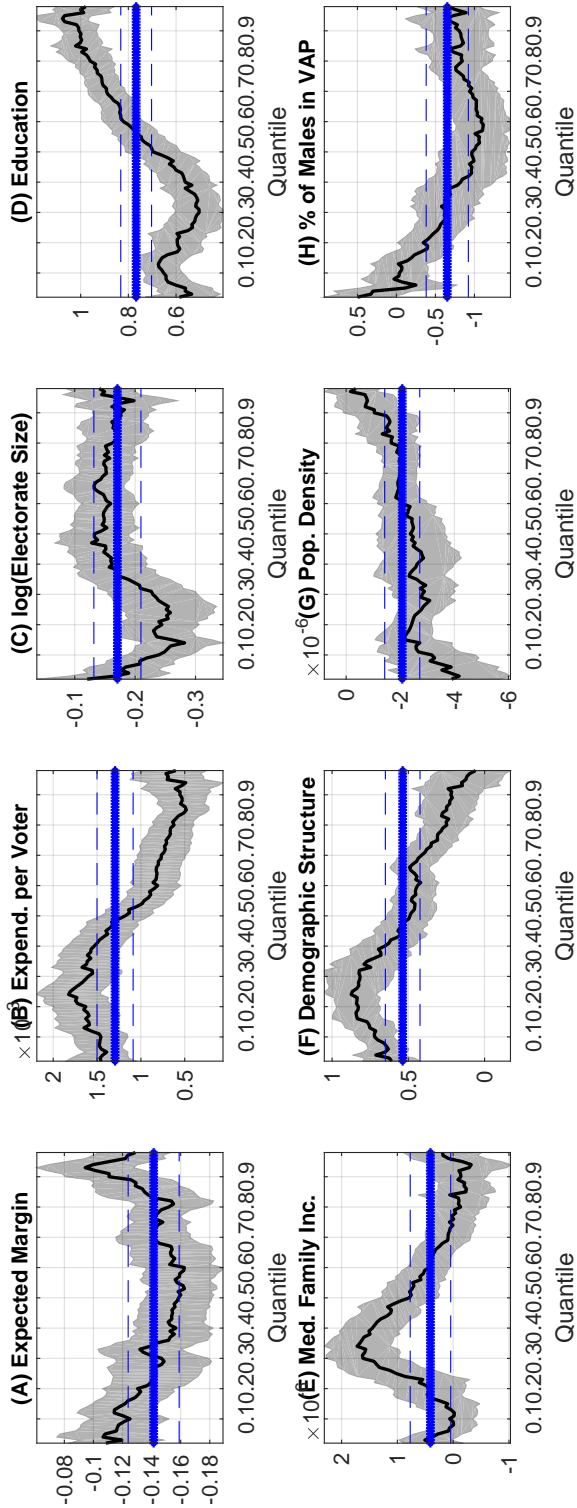 (A) Expected Margin
-0.08
-0.1
-0.12
-0.14
-0.16
-0.18
0.10.20.30.40.50.60.70.80.9
Quantile
×10
(B) Expend. per Voter
2
1.5
1
0.5
0.10.20.30.40.50.60.70.80.9
Quantile
(C) log(Electorate Size)
-0.1
-0.2
-0.3
0.10.20.30.40.50.60.70.80.9
Quantile
(D) Education
1
0.8
0.6
0.10.20.30.40.50.60.70.80.9
Quantile
×10
(E) Med. Family Inc.
2
1
0
-1
0.10.20.30.40.50.60.70.80.9
Quantile
(F) Demographic Structure
1
0.5
0
0.10.20.30.40.50.60.70.80.9
Quantile
×10⁻⁶
(G) Pop. Density
0
-2
-4
-6
0.10.20.30.40.50.60.70.80.9
Quantile
(H) % of Males in VAP
0.5
0
-0.5
-1
0.10.20.30.40.50.60.70.80.9
Quantile